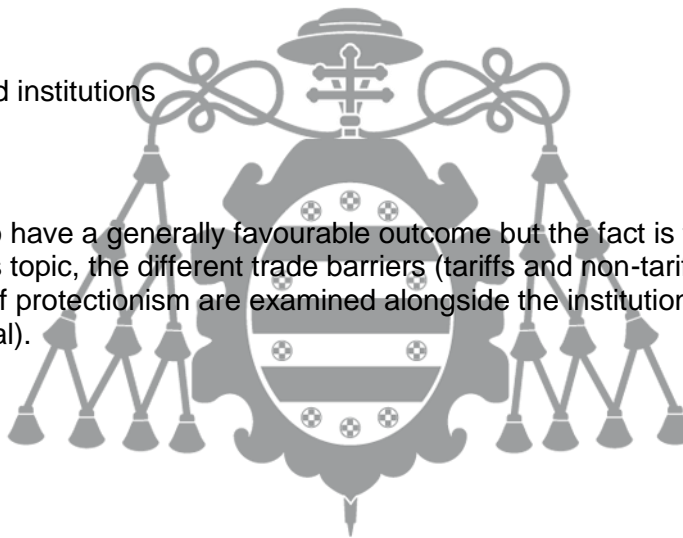 d institutions
have a generally favourable outcome but the fact is
s topic, the different trade barriers (tariffs and non-tarif
f protectionism are examined alongside the institution
al).